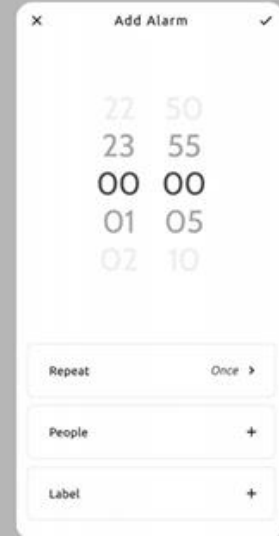 × Add Alarm ✓
22 50
23 55
00 00
01 05
02 10
Repeat Once >
People +
Label +